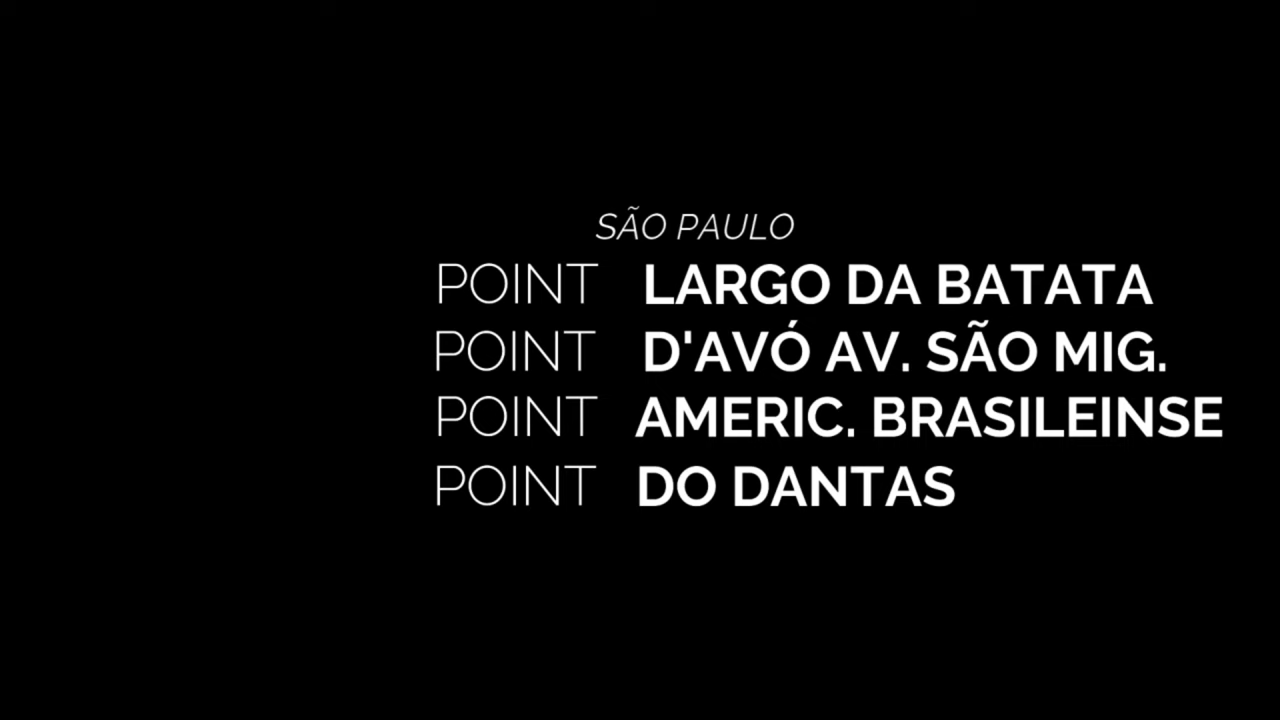 SÃO PAULO
POINT LARGO DA BATATA
POINT D'AVÓ AV. SÃO MIG.
POINT AMERIC. BRASILEINSE
POINT DO DANTAS